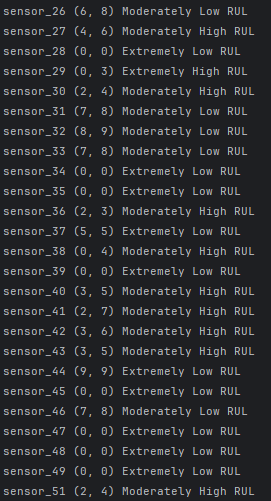 sensor_26 (6, 8) Moderately Low RUL
sensor_27 (4, 6) Moderately High RUL
sensor_28 (0, 0) Extremely Low RUL
sensor_29 (0, 3) Extremely High RUL
sensor_30 (2, 4) Moderately High RUL
sensor_31 (7, 8) Moderately Low RUL
sensor_32 (8, 9) Moderately Low RUL
sensor_33 (7, 8) Moderately Low RUL
sensor_34 (0, 0) Extremely Low RUL
sensor_35 (0, 0) Extremely Low RUL
sensor_36 (2, 3) Moderately High RUL
sensor_37 (5, 5) Extremely Low RUL
sensor_38 (0, 4) Moderately High RUL
sensor_39 (0, 0) Extremely Low RUL
sensor_40 (3, 5) Moderately High RUL
sensor_41 (2, 7) Moderately High RUL
sensor_42 (3, 6) Moderately High RUL
sensor_43 (3, 5) Moderately High RUL
sensor_44 (9, 9) Extremely Low RUL
sensor_45 (0, 0) Extremely Low RUL
sensor_46 (7, 8) Moderately Low RUL
sensor_47 (0, 0) Extremely Low RUL
sensor_48 (0, 0) Extremely Low RUL
sensor_49 (0, 0) Extremely Low RUL
sensor_51 (2, 4) Moderately High RUL